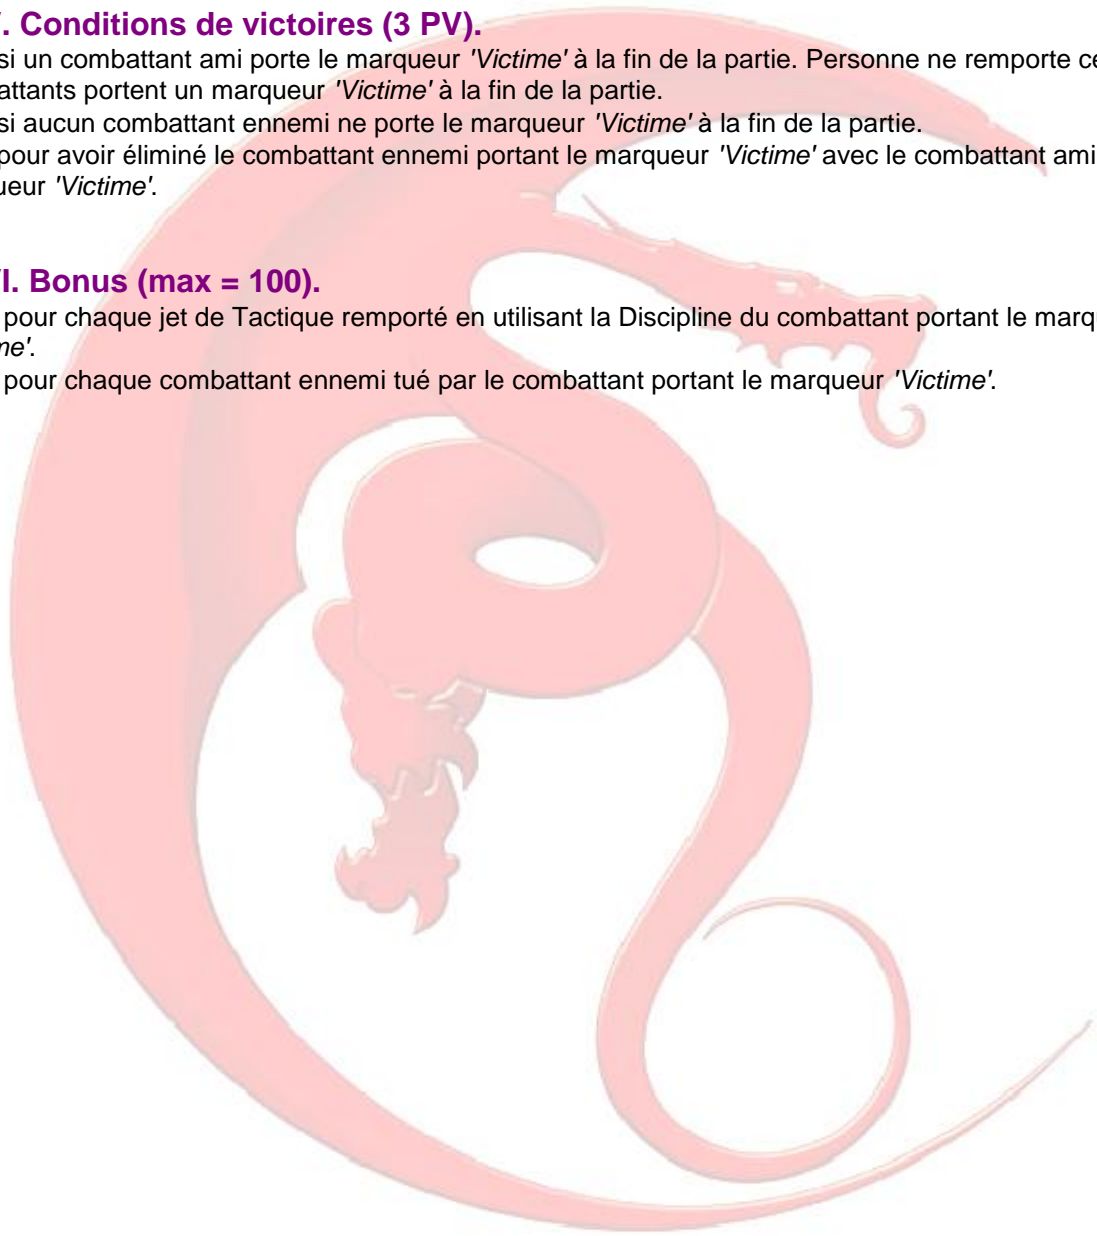 . Conditions de victoires (3 PV).
si un combattant ami porte le marqueur 'Victime' à la fin de la partie. Personne ne remporte ce
attants portent un marqueur 'Victime' à la fin de la partie.
si aucun combattant ennemi ne porte le marqueur 'Victime' à la fin de la partie.
pour avoir éliminé le combattant ennemi portant le marqueur 'Victime' avec le combattant ami
ueur 'Victime'.
I. Bonus (max = 100).
pour chaque jet de Tactique remporté en utilisant la Discipline du combattant portant le marq
me'.
pour chaque combattant ennemi tué par le combattant portant le marqueur 'Victime'.